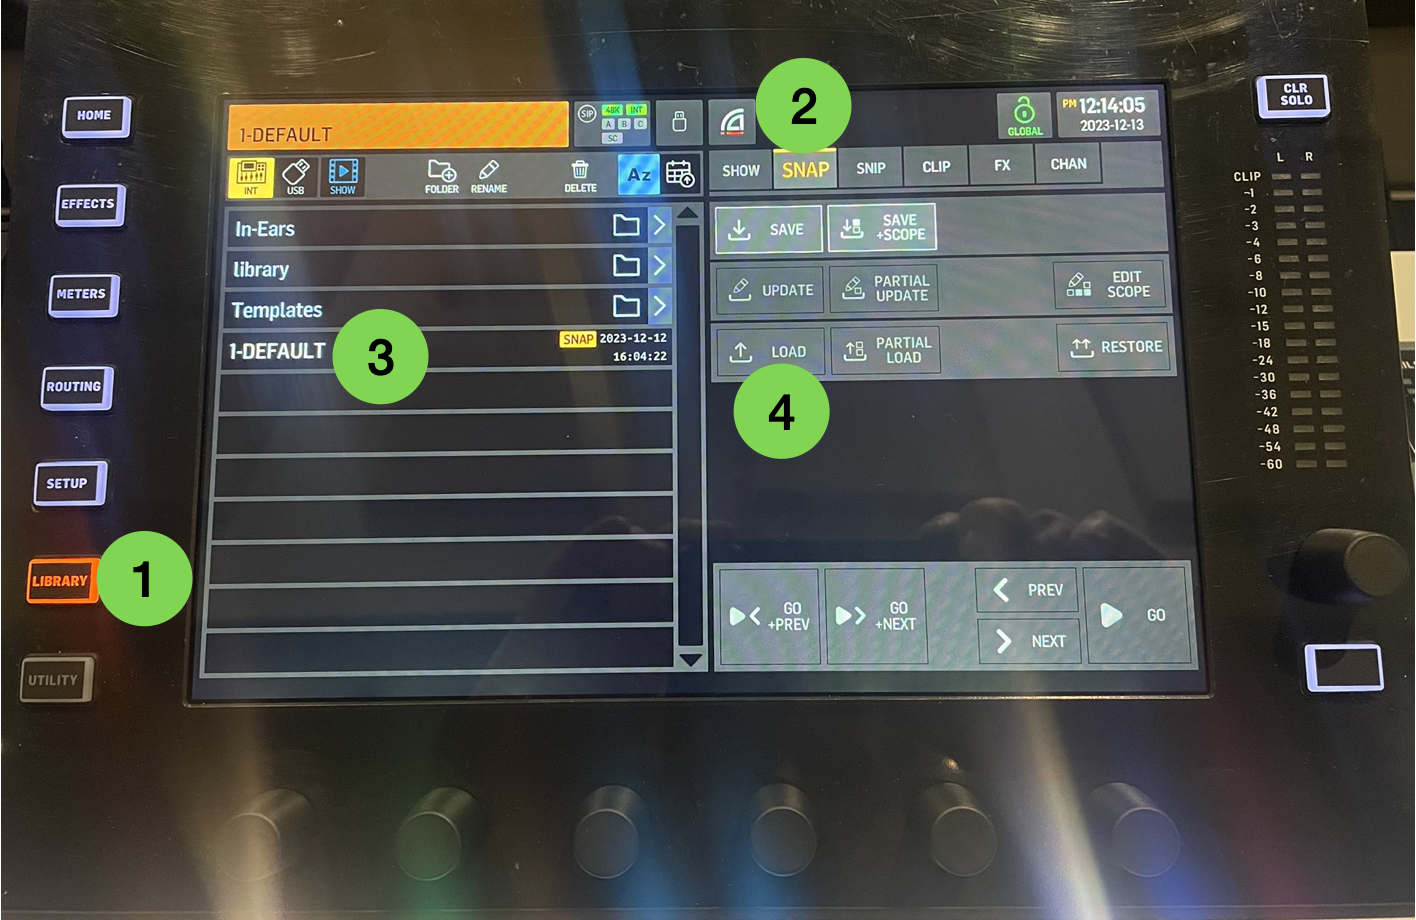 HOME
EFFECTS
METERS
ROUTING
SETUP
LIBRARY
UTILITY
1
2
3
4
1-DEFAULT
SIP
48K INT
A B C
SC
GLOBAL
PM 12:14:05
2023-12-13
INT
USB
SHOW
FOLDER
RENAME
DELETE
Az
In-Ears
library
Templates
1-DEFAULT
SNAP 2023-12-12
16:04:22
SHOW
SNAP
SNIP
CLIP
FX
CHAN
SAVE
SAVE
+SCOPE
UPDATE
PARTIAL
UPDATE
EDIT
SCOPE
LOAD
PARTIAL
LOAD
RESTORE
GO
+PREV
GO
+NEXT
PREV
NEXT
GO
CLR
SOLO
L R
CLIP
-1
-2
-3
-4
-6
-8
-10
-12
-15
-18
-24
-30
-36
-42
-48
-54
-60